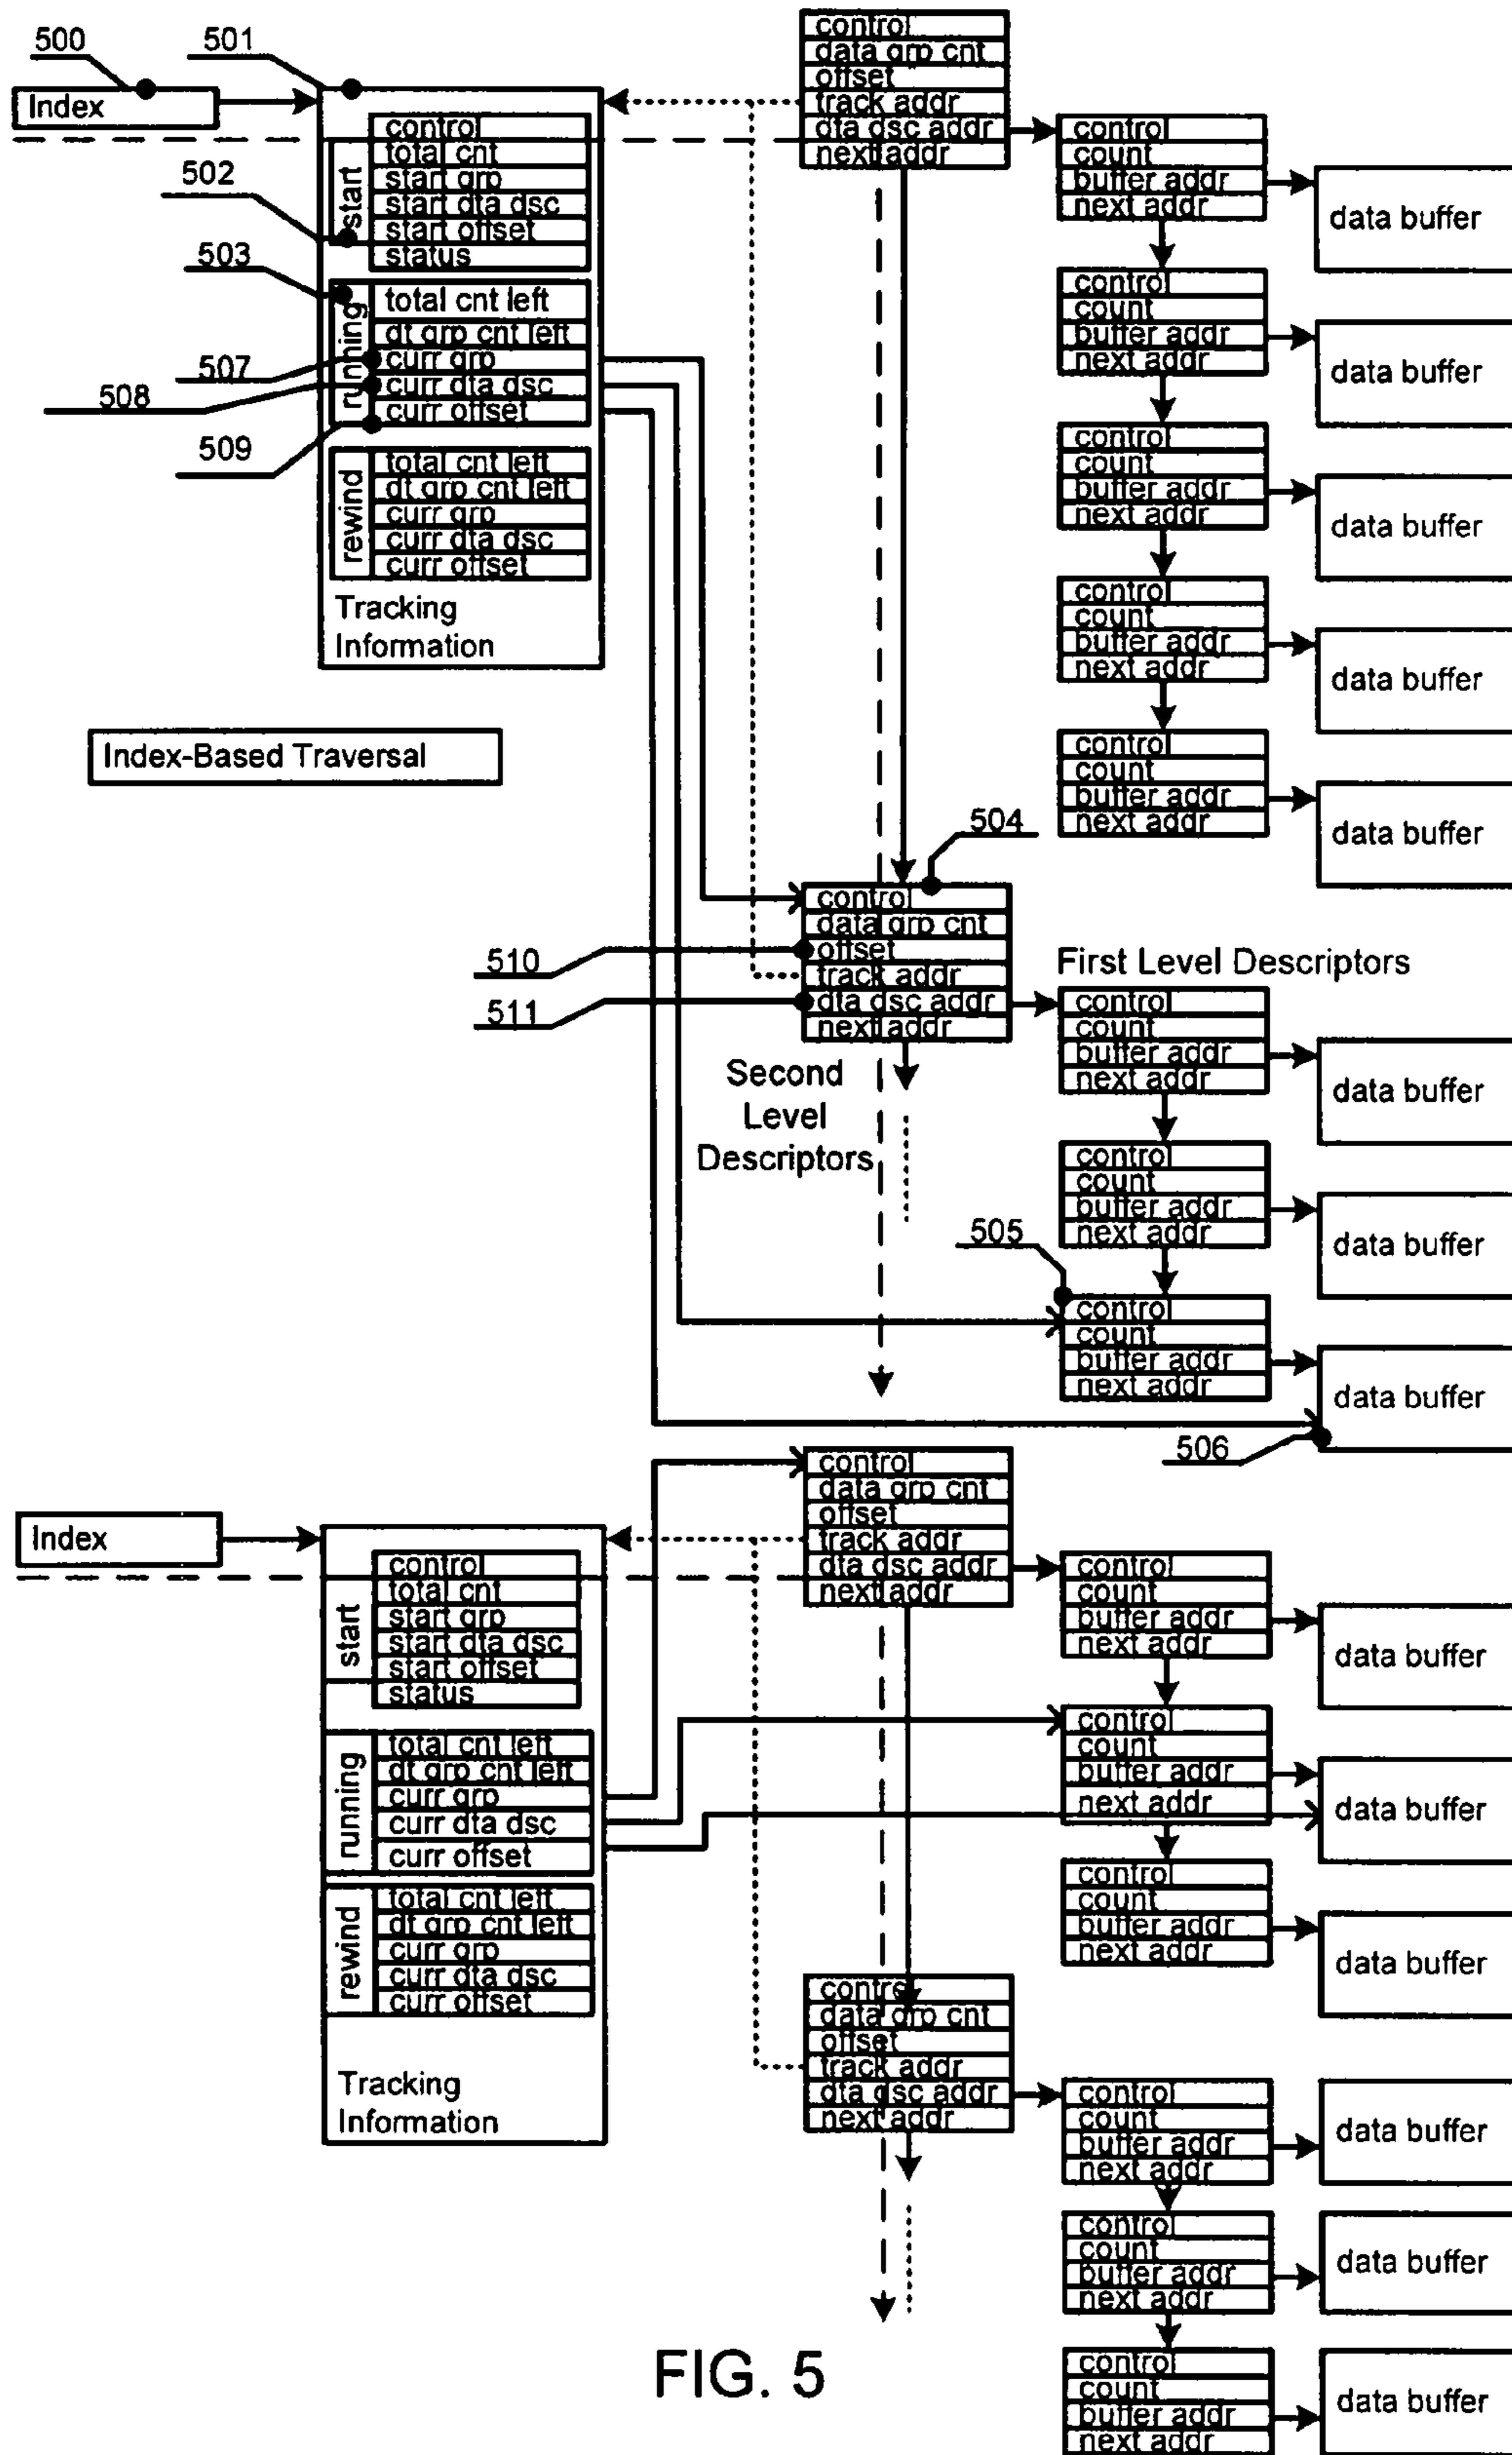 500
501
Index
control
total cnt
start grp
start dta dsc
start offset
status
start
502
503
total cnt left
dt grp cnt left
curr grp
curr dta dsc
curr offset
running
507
508
509
total cnt left
dt grp cnt left
curr grp
curr dta dsc
curr offset
rewind
Tracking
Information
Index-Based Traversal
control
data grp cnt
offset
track addr
dta dsc addr
next addr
control
count
buffer addr
next addr
data buffer
control
count
buffer addr
next addr
data buffer
control
count
buffer addr
next addr
data buffer
control
count
buffer addr
next addr
data buffer
control
count
buffer addr
next addr
data buffer
504
control
data grp cnt
offset
track addr
dta dsc addr
next addr
510
511
Second
Level
Descriptors
First Level Descriptors
control
count
buffer addr
next addr
data buffer
control
count
buffer addr
next addr
data buffer
505
control
count
buffer addr
next addr
data buffer
506
Index
control
total cnt
start grp
start dta dsc
start offset
status
start
total cnt left
dt grp cnt left
curr grp
curr dta dsc
curr offset
running
total cnt left
dt grp cnt left
curr grp
curr dta dsc
curr offset
rewind
Tracking
Information
control
data grp cnt
offset
track addr
dta dsc addr
next addr
control
count
buffer addr
next addr
data buffer
control
count
buffer addr
next addr
data buffer
control
count
buffer addr
next addr
data buffer
control
data grp cnt
offset
track addr
dta dsc addr
next addr
control
count
buffer addr
next addr
data buffer
control
count
buffer addr
next addr
data buffer
control
count
buffer addr
next addr
data buffer
FIG. 5